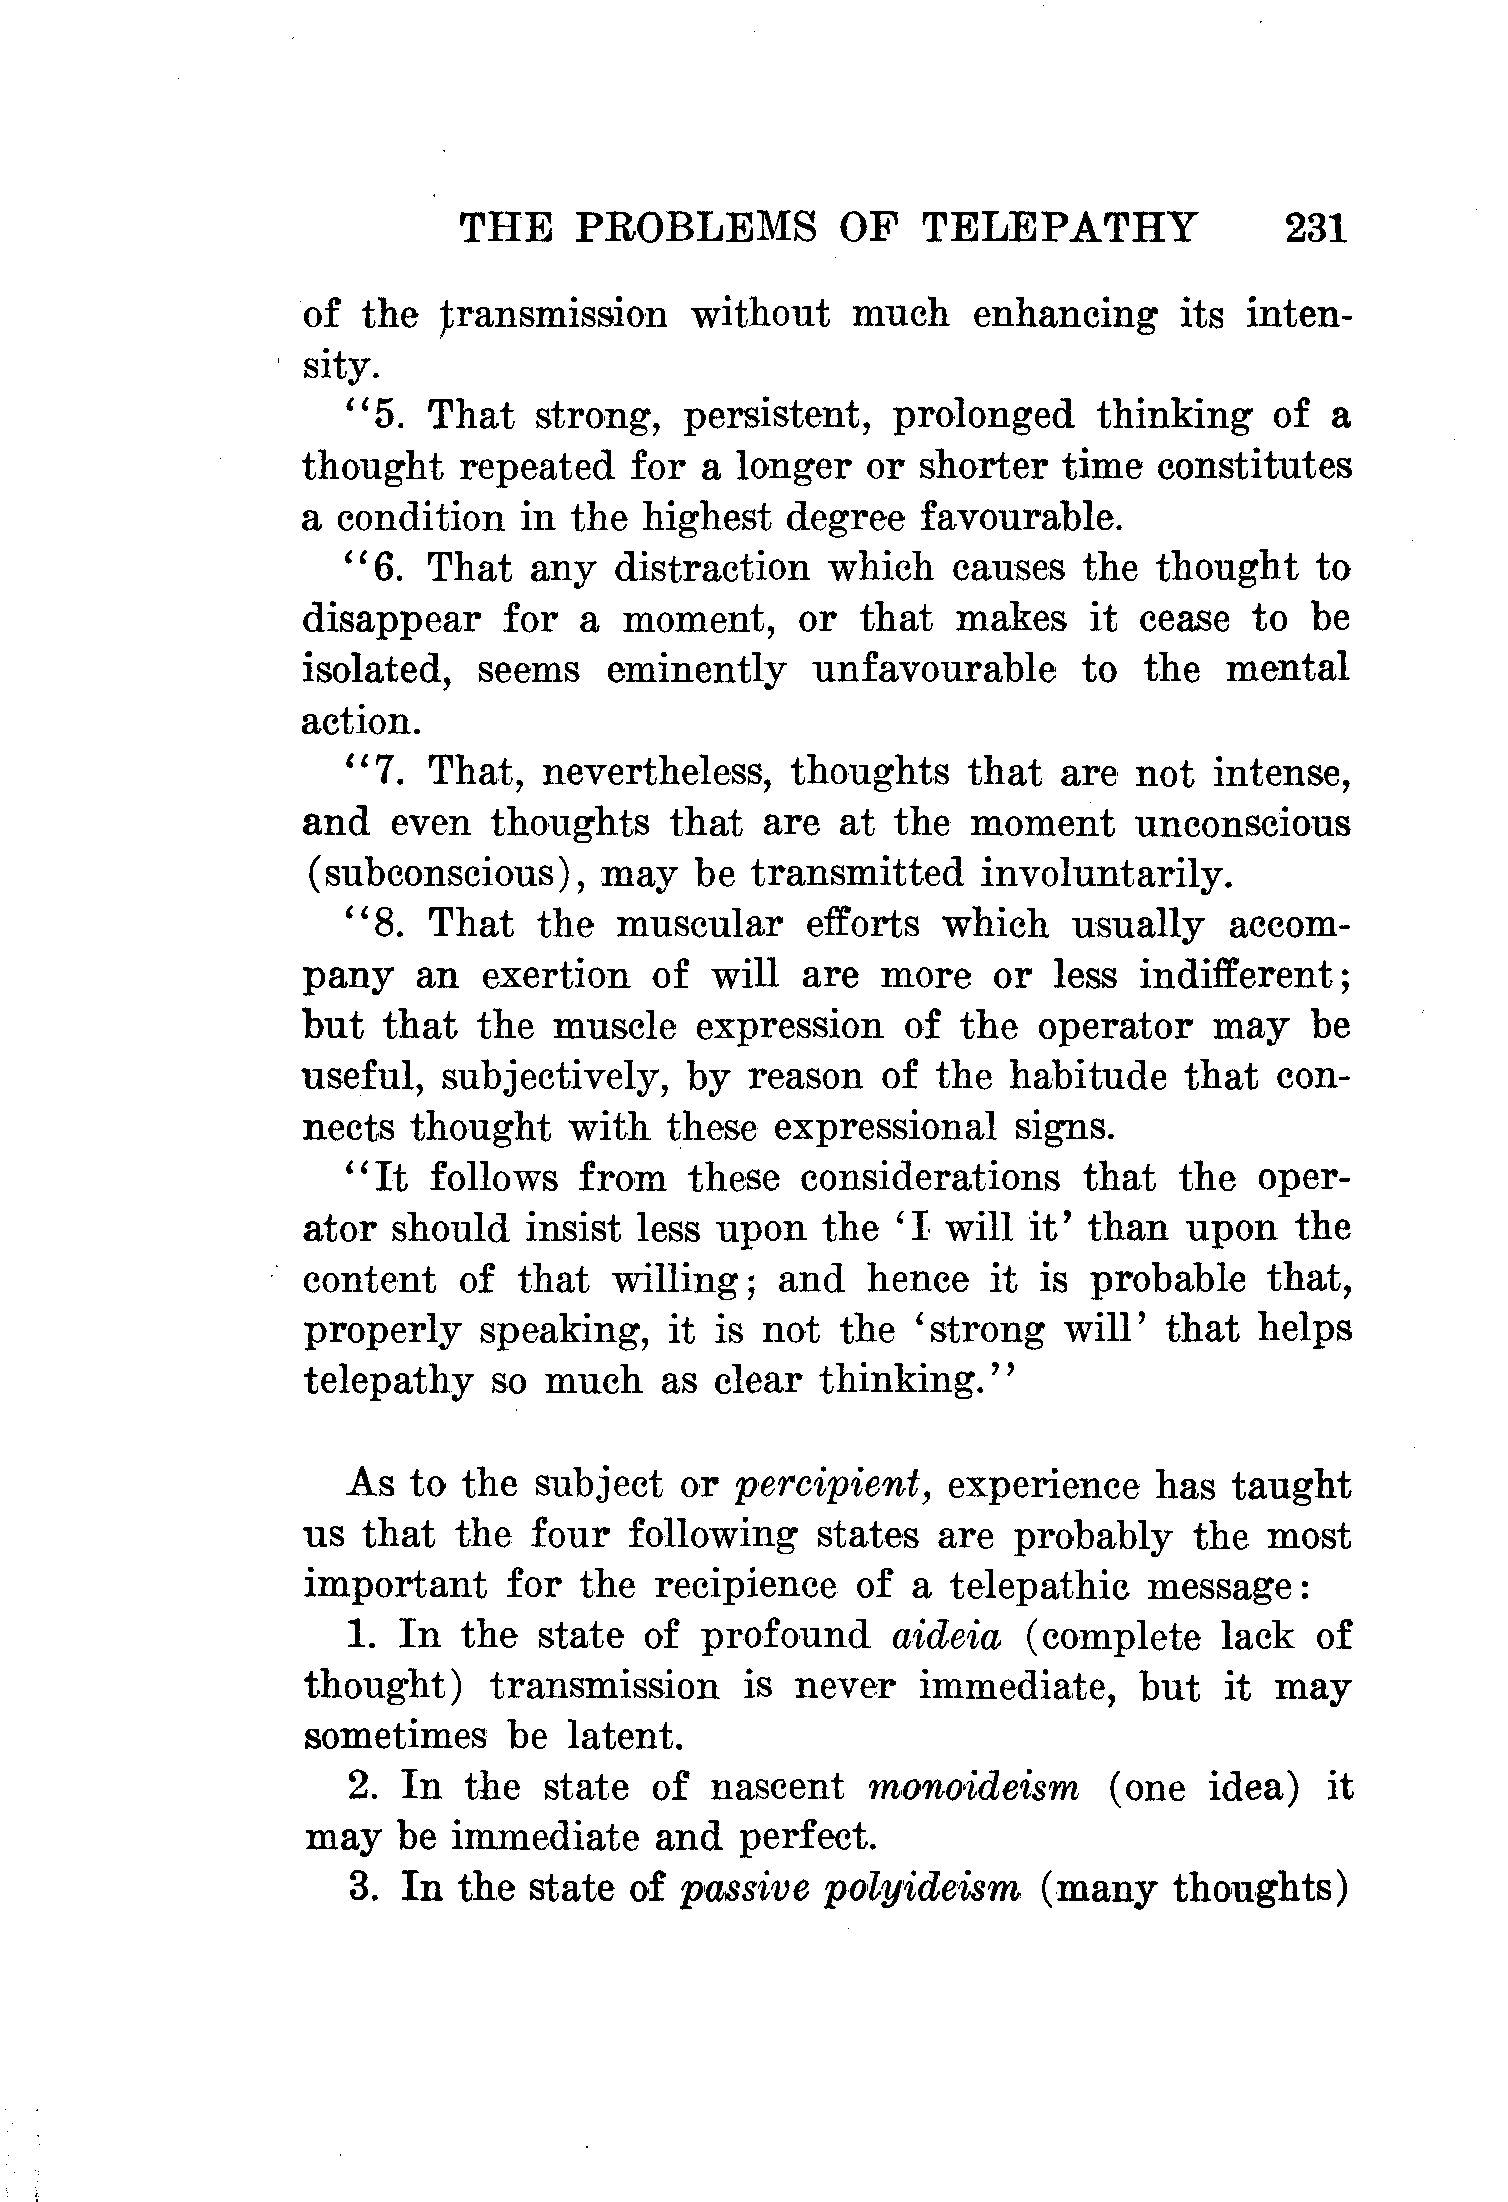 THE PROBLEMS OF TELEPATHY 231
of the transmission without much enhancing its inten-
sity.
"5. That strong, persistent, prolonged thinking of a
thought repeated for a longer or shorter time constitutes
a condition in the highest degree favourable.
"6. That any distraction which causes the thought to
disappear for a moment, or that makes it cease to be
isolated, seems eminently unfavourable to the mental
action.
"7. That, nevertheless, thoughts that are not intense,
and even thoughts that are at the moment unconscious
(subconscious), may be transmitted involuntarily.
"8. That the muscular efforts which usually accom-
pany an exertion of will are more or less indifferent;
but that the muscle expression of the operator may be
useful, subjectively, by reason of the habitude that con-
nects thought with these expressional signs.
"It follows from these considerations that the oper-
ator should insist less upon the 'I will it' than upon the
content of that willing; and hence it is probable that,
properly speaking, it is not the 'strong will' that helps
telepathy so much as clear thinking."
As to the subject or percipient, experience has taught
us that the four following states are probably the most
important for the recipience of a telepathic message:
1. In the state of profound aideia (complete lack of
thought) transmission is never immediate, but it may
sometimes be latent.
2. In the state of nascent monoideism (one idea) it
may be immediate and perfect.
3. In the state of passive polyideism (many thoughts)